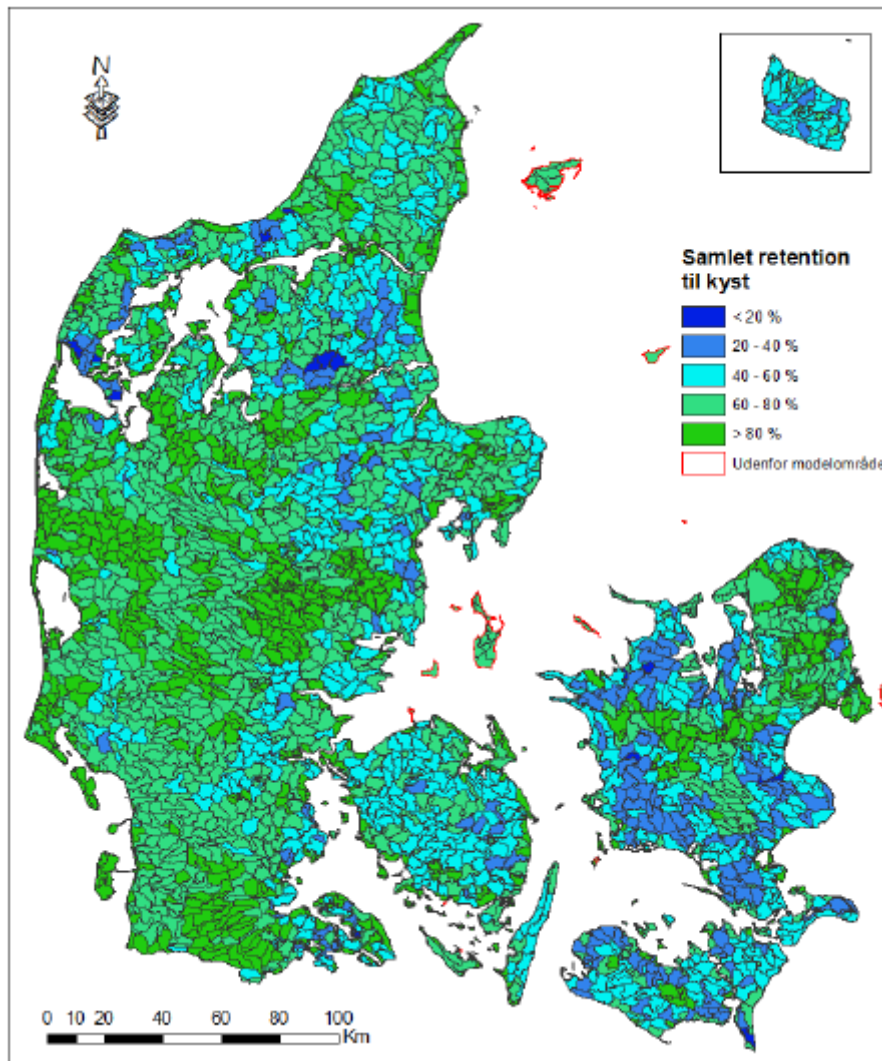 N
Samlet retention
til kyst
< 20 %
20 - 40 %
40 - 60 %
60 - 80 %
> 80 %
Udenfor modelområde
0 10 20 40 60 80 100
Km